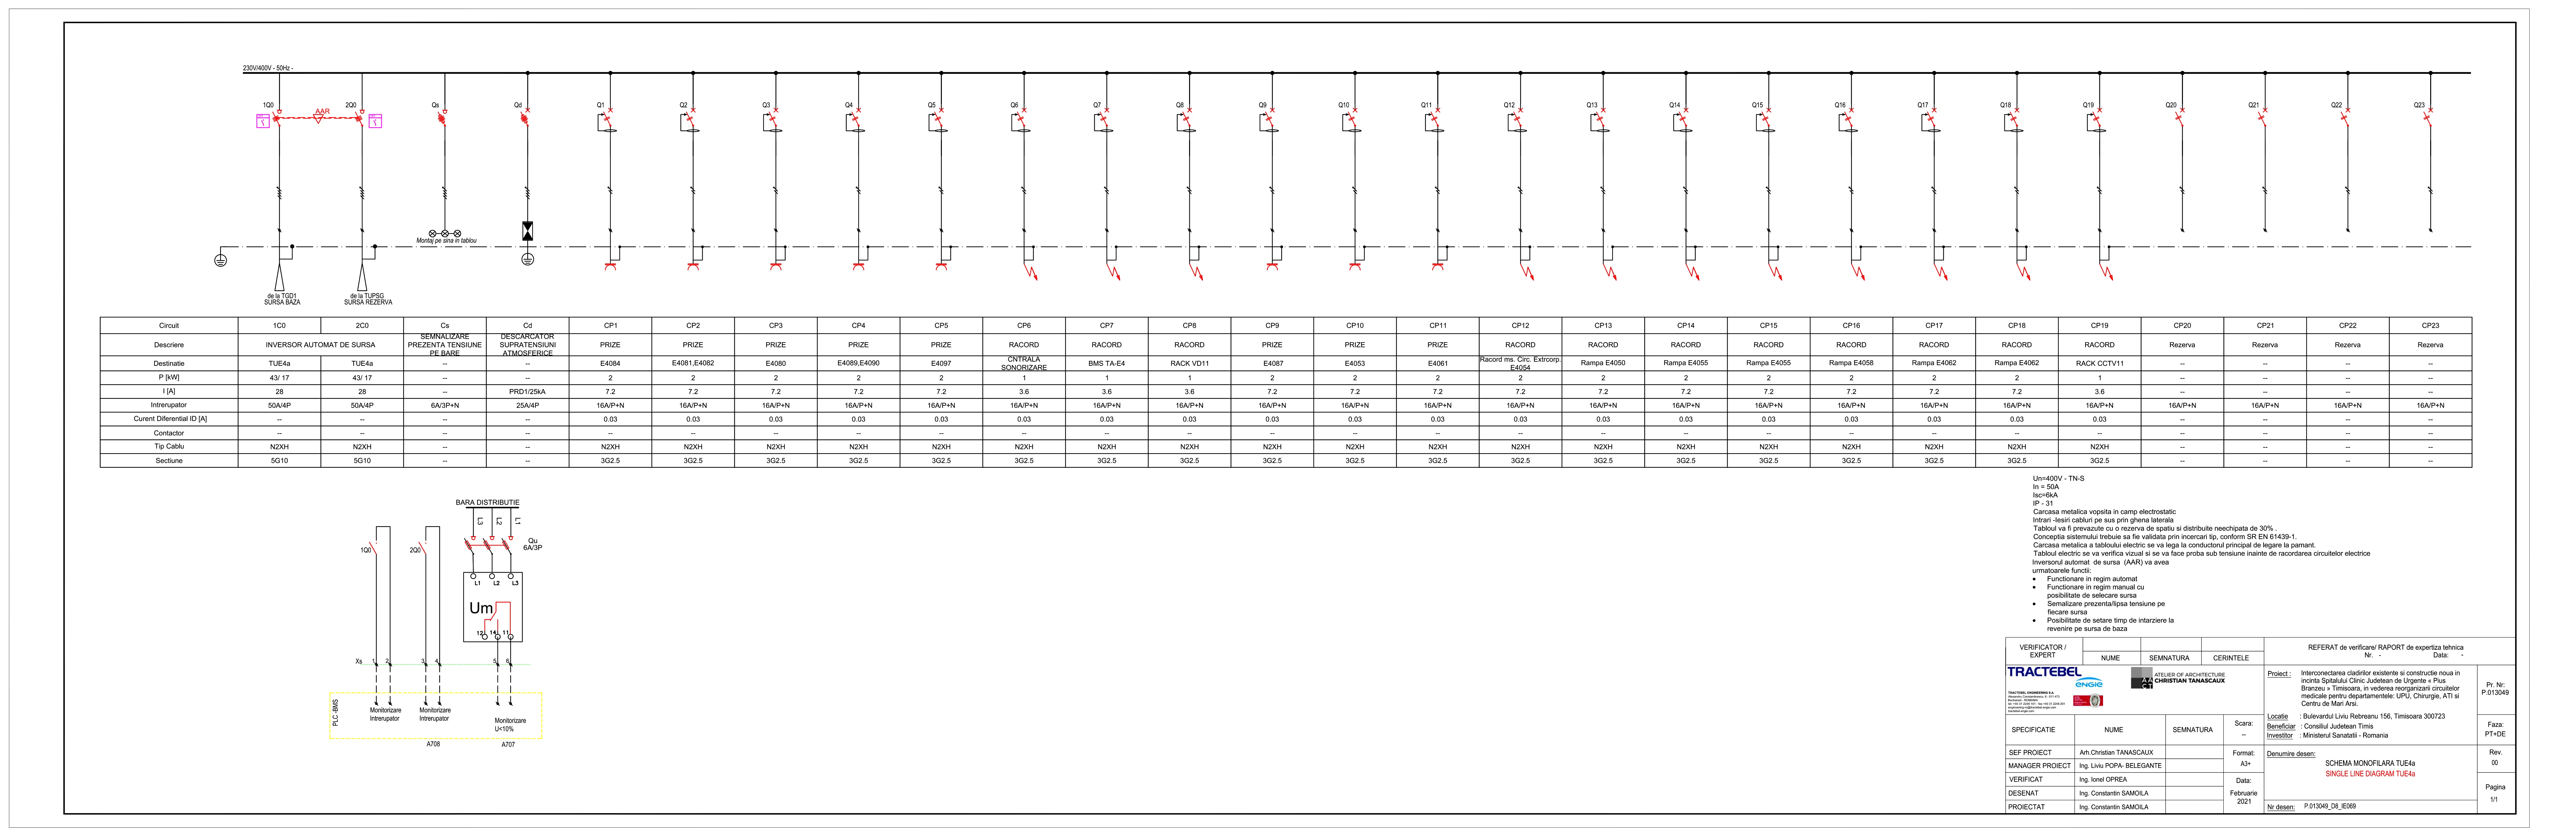 230V/400V - 50Hz -
1Q0 AAR 2Q0 Qs Qd Q1 Q2 Q3 Q4 Q5 Q6 Q7 Q8 Q9 Q10 Q11 Q12 Q13 Q14 Q15 Q16 Q17 Q18 Q19 Q20 Q21 Q22 Q23
Montaj pe sina in tablou
de la TGD1
SURSA BAZA
de la TUPSG
SURSA REZERVA
Circuit 1C0 2C0 Cs Cd CP1 CP2 CP3 CP4 CP5 CP6 CP7 CP8 CP9 CP10 CP11 CP12 CP13 CP14 CP15 CP16 CP17 CP18 CP19 CP20 CP21 CP22 CP23
Descriere INVERSOR AUTOMAT DE SURSA SEMNALIZARE PREZENTA TENSIUNE PE BARE DESCARCATOR SUPRATENSIUNI ATMOSFERICE PRIZE PRIZE PRIZE PRIZE PRIZE RACORD RACORD RACORD PRIZE PRIZE PRIZE RACORD RACORD RACORD RACORD RACORD RACORD RACORD RACORD Rezerva Rezerva Rezerva Rezerva
Destinatie TUE4a TUE4a -- -- E4084 E4081,E4082 E4080 E4089,E4090 E4097 CNTRALA SONORIZARE BMS TA-E4 RACK VD11 E4087 E4053 E4061 Racord ms. Circ. Extrcorp. E4054 Rampa E4050 Rampa E4055 Rampa E4055 Rampa E4058 Rampa E4062 Rampa E4062 RACK CCTV11 -- -- -- --
P [kW] 43/ 17 43/ 17 -- -- 2 2 2 2 2 1 1 1 2 2 2 2 2 2 2 2 2 2 1 -- -- -- --
I [A] 28 28 -- PRD1/25kA 7.2 7.2 7.2 7.2 7.2 3.6 3.6 3.6 7.2 7.2 7.2 7.2 7.2 7.2 7.2 7.2 7.2 7.2 3.6 -- -- -- --
Intrerupator 50A/4P 50A/4P 6A/3P+N 25A/4P 16A/P+N 16A/P+N 16A/P+N 16A/P+N 16A/P+N 16A/P+N 16A/P+N 16A/P+N 16A/P+N 16A/P+N 16A/P+N 16A/P+N 16A/P+N 16A/P+N 16A/P+N 16A/P+N 16A/P+N 16A/P+N 16A/P+N 16A/P+N 16A/P+N 16A/P+N 16A/P+N
Curent Diferential ID [A] -- -- -- -- 0.03 0.03 0.03 0.03 0.03 0.03 0.03 0.03 0.03 0.03 0.03 0.03 0.03 0.03 0.03 0.03 0.03 0.03 0.03 -- -- -- --
Contactor -- -- -- -- -- -- -- -- -- -- -- -- -- -- -- -- -- -- -- -- -- -- -- -- -- -- --
Tip Cablu N2XH N2XH -- -- N2XH N2XH N2XH N2XH N2XH N2XH N2XH N2XH N2XH N2XH N2XH N2XH N2XH N2XH N2XH N2XH N2XH N2XH N2XH -- -- -- --
Sectiune 5G10 5G10 -- -- 3G2.5 3G2.5 3G2.5 3G2.5 3G2.5 3G2.5 3G2.5 3G2.5 3G2.5 3G2.5 3G2.5 3G2.5 3G2.5 3G2.5 3G2.5 3G2.5 3G2.5 3G2.5 3G2.5 -- -- -- --
BARA DISTRIBUTIE
L3 L2 L1
1Q0 2Q0
Qu
6A/3P
L1 L2 L3
Um
12 14 11
Xs 1 2 3 4 5 6
PLC -BMS
Monitorizare
Intrerupator
Monitorizare
Intrerupator
Monitorizare
U<10%
A708 A707
Un=400V - TN-S
In = 50A
Isc=6kA
IP - 31
Carcasa metalica vopsita in camp electrostatic
Intrari -Iesiri cabluri pe sus prin ghena laterala
Tabloul va fi prevazute cu o rezerva de spatiu si distribuite neechipata de 30% .
Conceptia sistemului trebuie sa fie validata prin incercari tip, conform SR EN 61439-1.
Carcasa metalica a tabloului electric se va lega la conductorul principal de legare la pamant.
Tabloul electric se va verifica vizual si se va face proba sub tensiune inainte de racordarea circuitelor electrice
Inversorul automat de sursa (AAR) va avea
urmatoarele functii:
• Functionare in regim automat
• Functionare in regim manual cu
posibilitate de selecare sursa
• Semalizare prezenta/lipsa tensiune pe
fiecare sursa
• Posibilitate de setare timp de intarziere la
revenire pe sursa de baza
VERIFICATOR /
EXPERT
NUME SEMNATURA CERINTELE
REFERAT de verificare/ RAPORT de expertiza tehnica
Nr. - Data: -
TRACTEBEL
ENGIE
ATELIER OF ARCHITECTURE
CHRISTIAN TANASCAUX
TRACTEBEL ENGINEERING S.A
Proiect : Interconectarea cladirilor existente si constructie noua in
incinta Spitalului Clinic Judetean de Urgente « Pius
Branzeu » Timisoara, in vederea reorganizarii circuitelor
medicale pentru departamentele: UPU, Chirurgie, ATI si
Centru de Mari Arsi.
Pr. Nr:
P.013049
Locatie : Bulevardul Liviu Rebreanu 156, Timisoara 300723
Beneficiar : Consiliul Judetean Timis
Investitor : Ministerul Sanatatii - Romania
Faza:
PT+DE
SPECIFICATIE NUME SEMNATURA
Scara:
--
SEF PROIECT Arh.Christian TANASCAUX
MANAGER PROIECT Ing. Liviu POPA- BELEGANTE
VERIFICAT Ing. Ionel OPREA
DESENAT Ing. Constantin SAMOILA
PROIECTAT Ing. Constantin SAMOILA
Format:
A3+
Data:
Februarie
2021
Denumire desen:
SCHEMA MONOFILARA TUE4a
SINGLE LINE DIAGRAM TUE4a
Nr desen: P.013049_D8_IE069
Rev.
00
Pagina
1/1